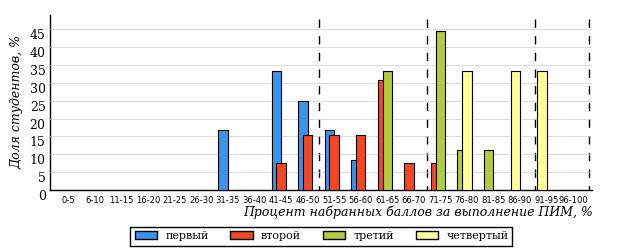 Доля студентов, %
45
40
35
30
25
20
15
10
5
0
0-5 6-10 11-15 16-20 21-25 26-30 31-35 36-40 41-45 46-50 51-55 56-60 61-65 66-70 71-75 76-80 81-85 86-90 91-95 96-100
Процент набранных баллов за выполнение ПИМ, %
первый второй третий четвертый